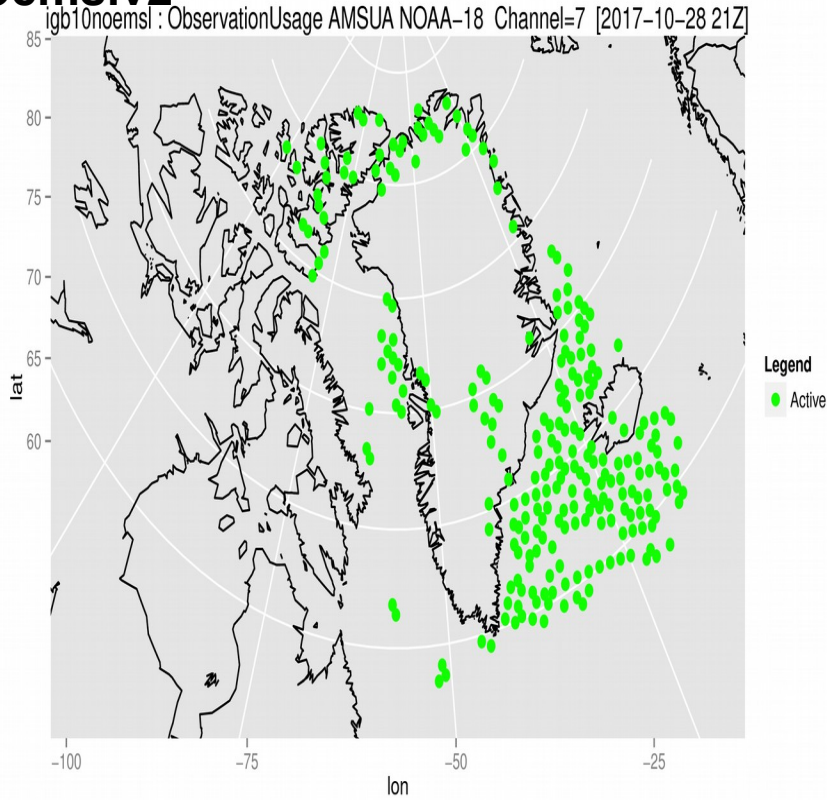 igb10noemsl : ObservationUsage AMSUA NOAA−18 Channel=7 [2017−10−28 21Z]
85
80
75
70
65
60
lat
−100
−75
−50
−25
lon
Legend
Active